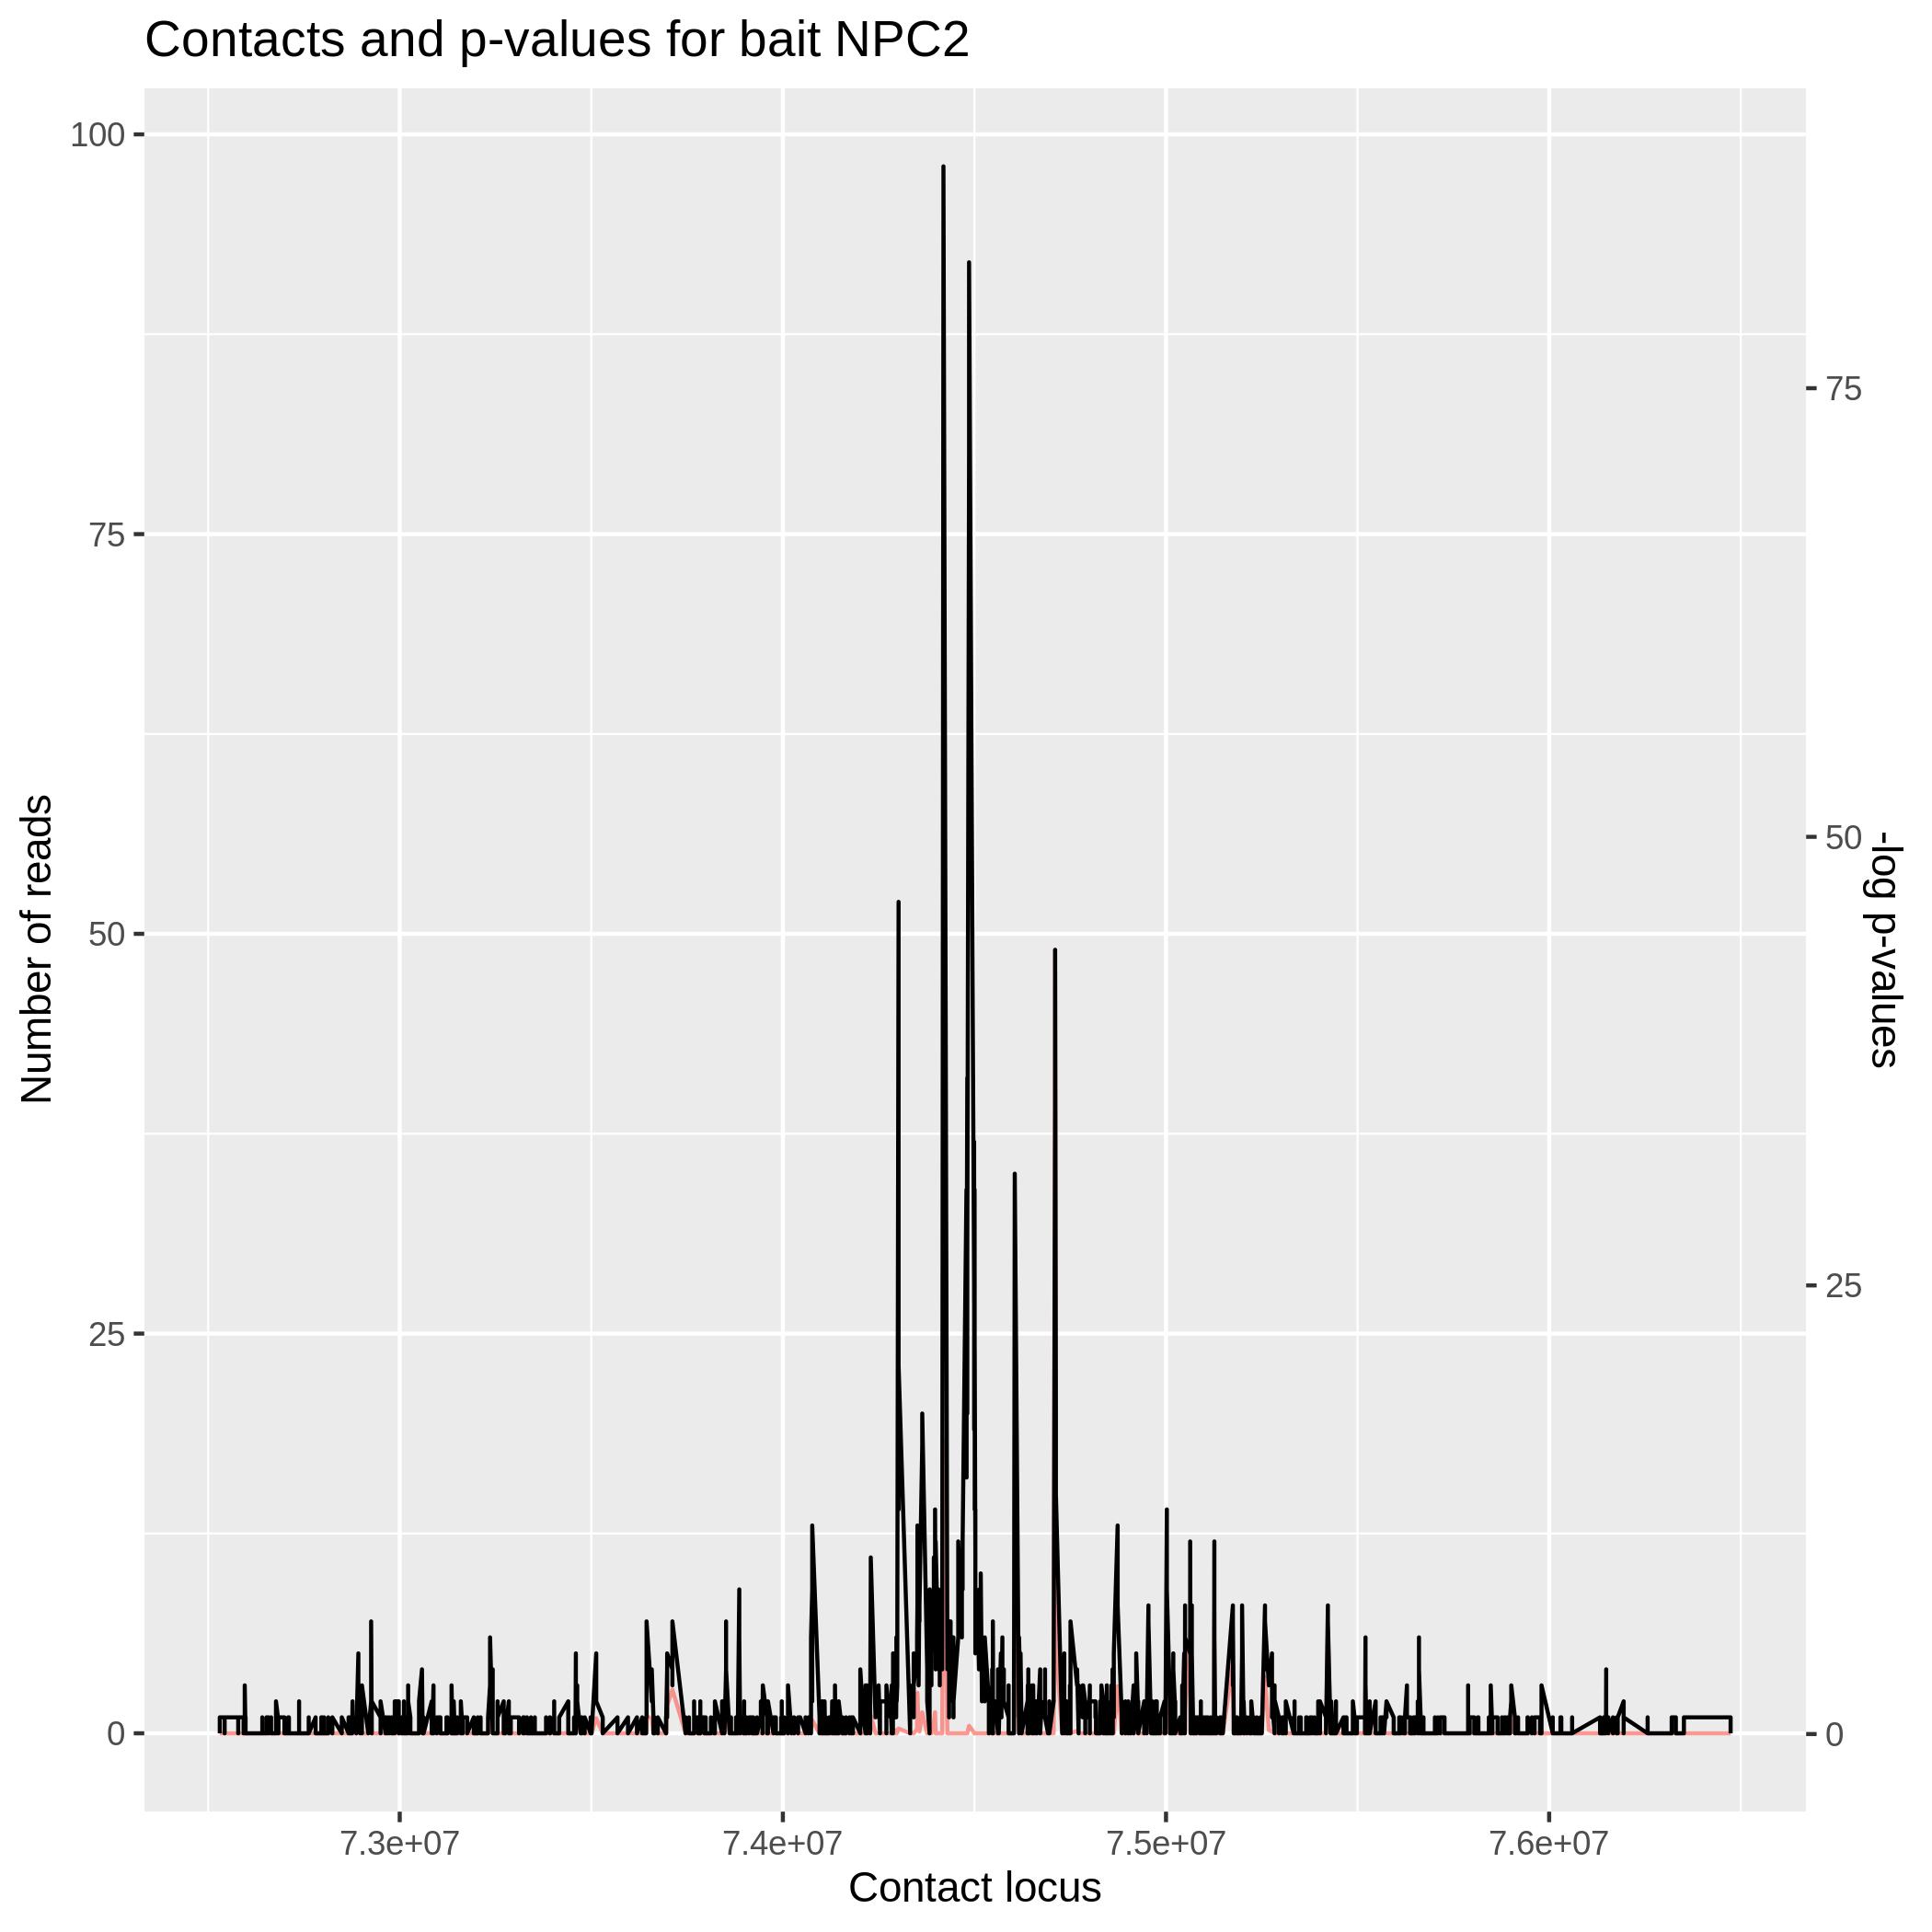 Contacts and p-values for bait NPC2
100
75
50
25
0
Number of reads
75
50
25
0
-log p-values
7.3e+07
7.4e+07
7.5e+07
7.6e+07
Contact locus